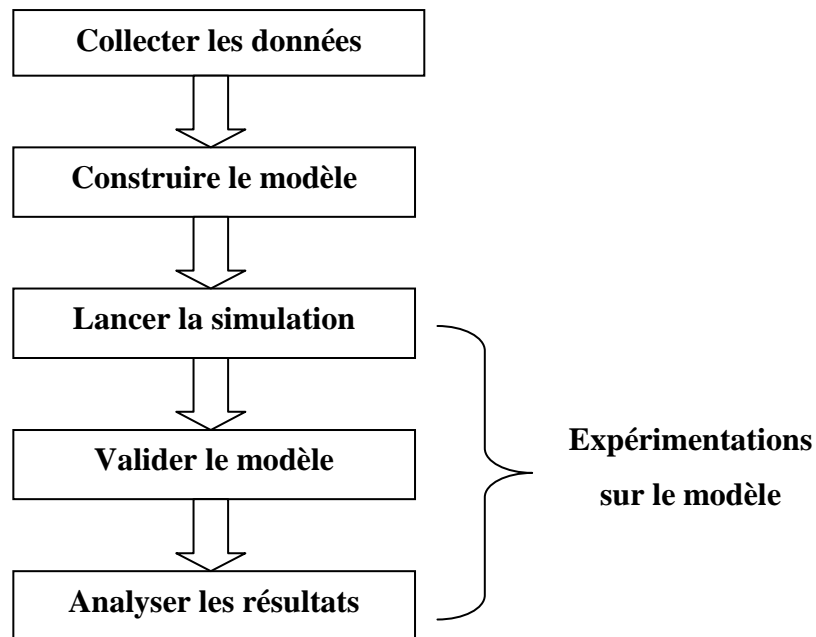 Collecter les données
Construire le modèle
Lancer la simulation
Valider le modèle
Expérimentations
sur le modèle
Analyser les résultats